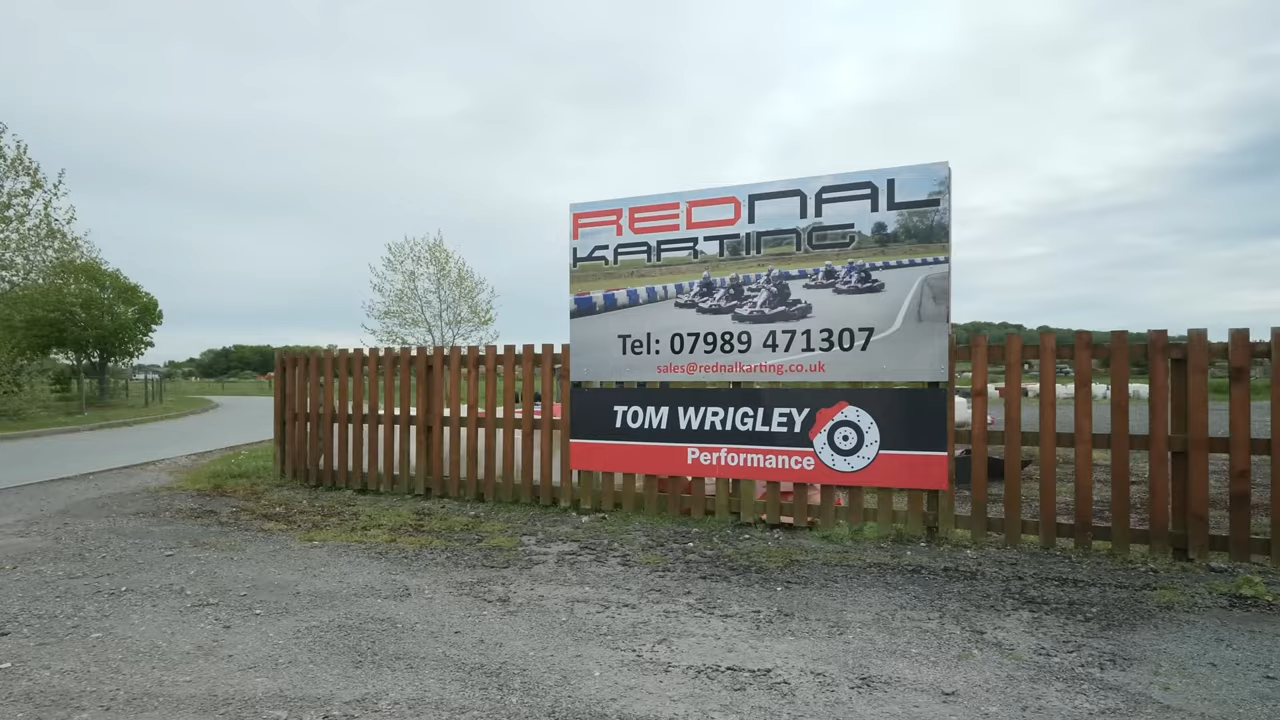 REDNAL
KARTING
Tel: 07989 471307
sales@rednalkarting.co.uk
TOM WRIGLEY
Performance